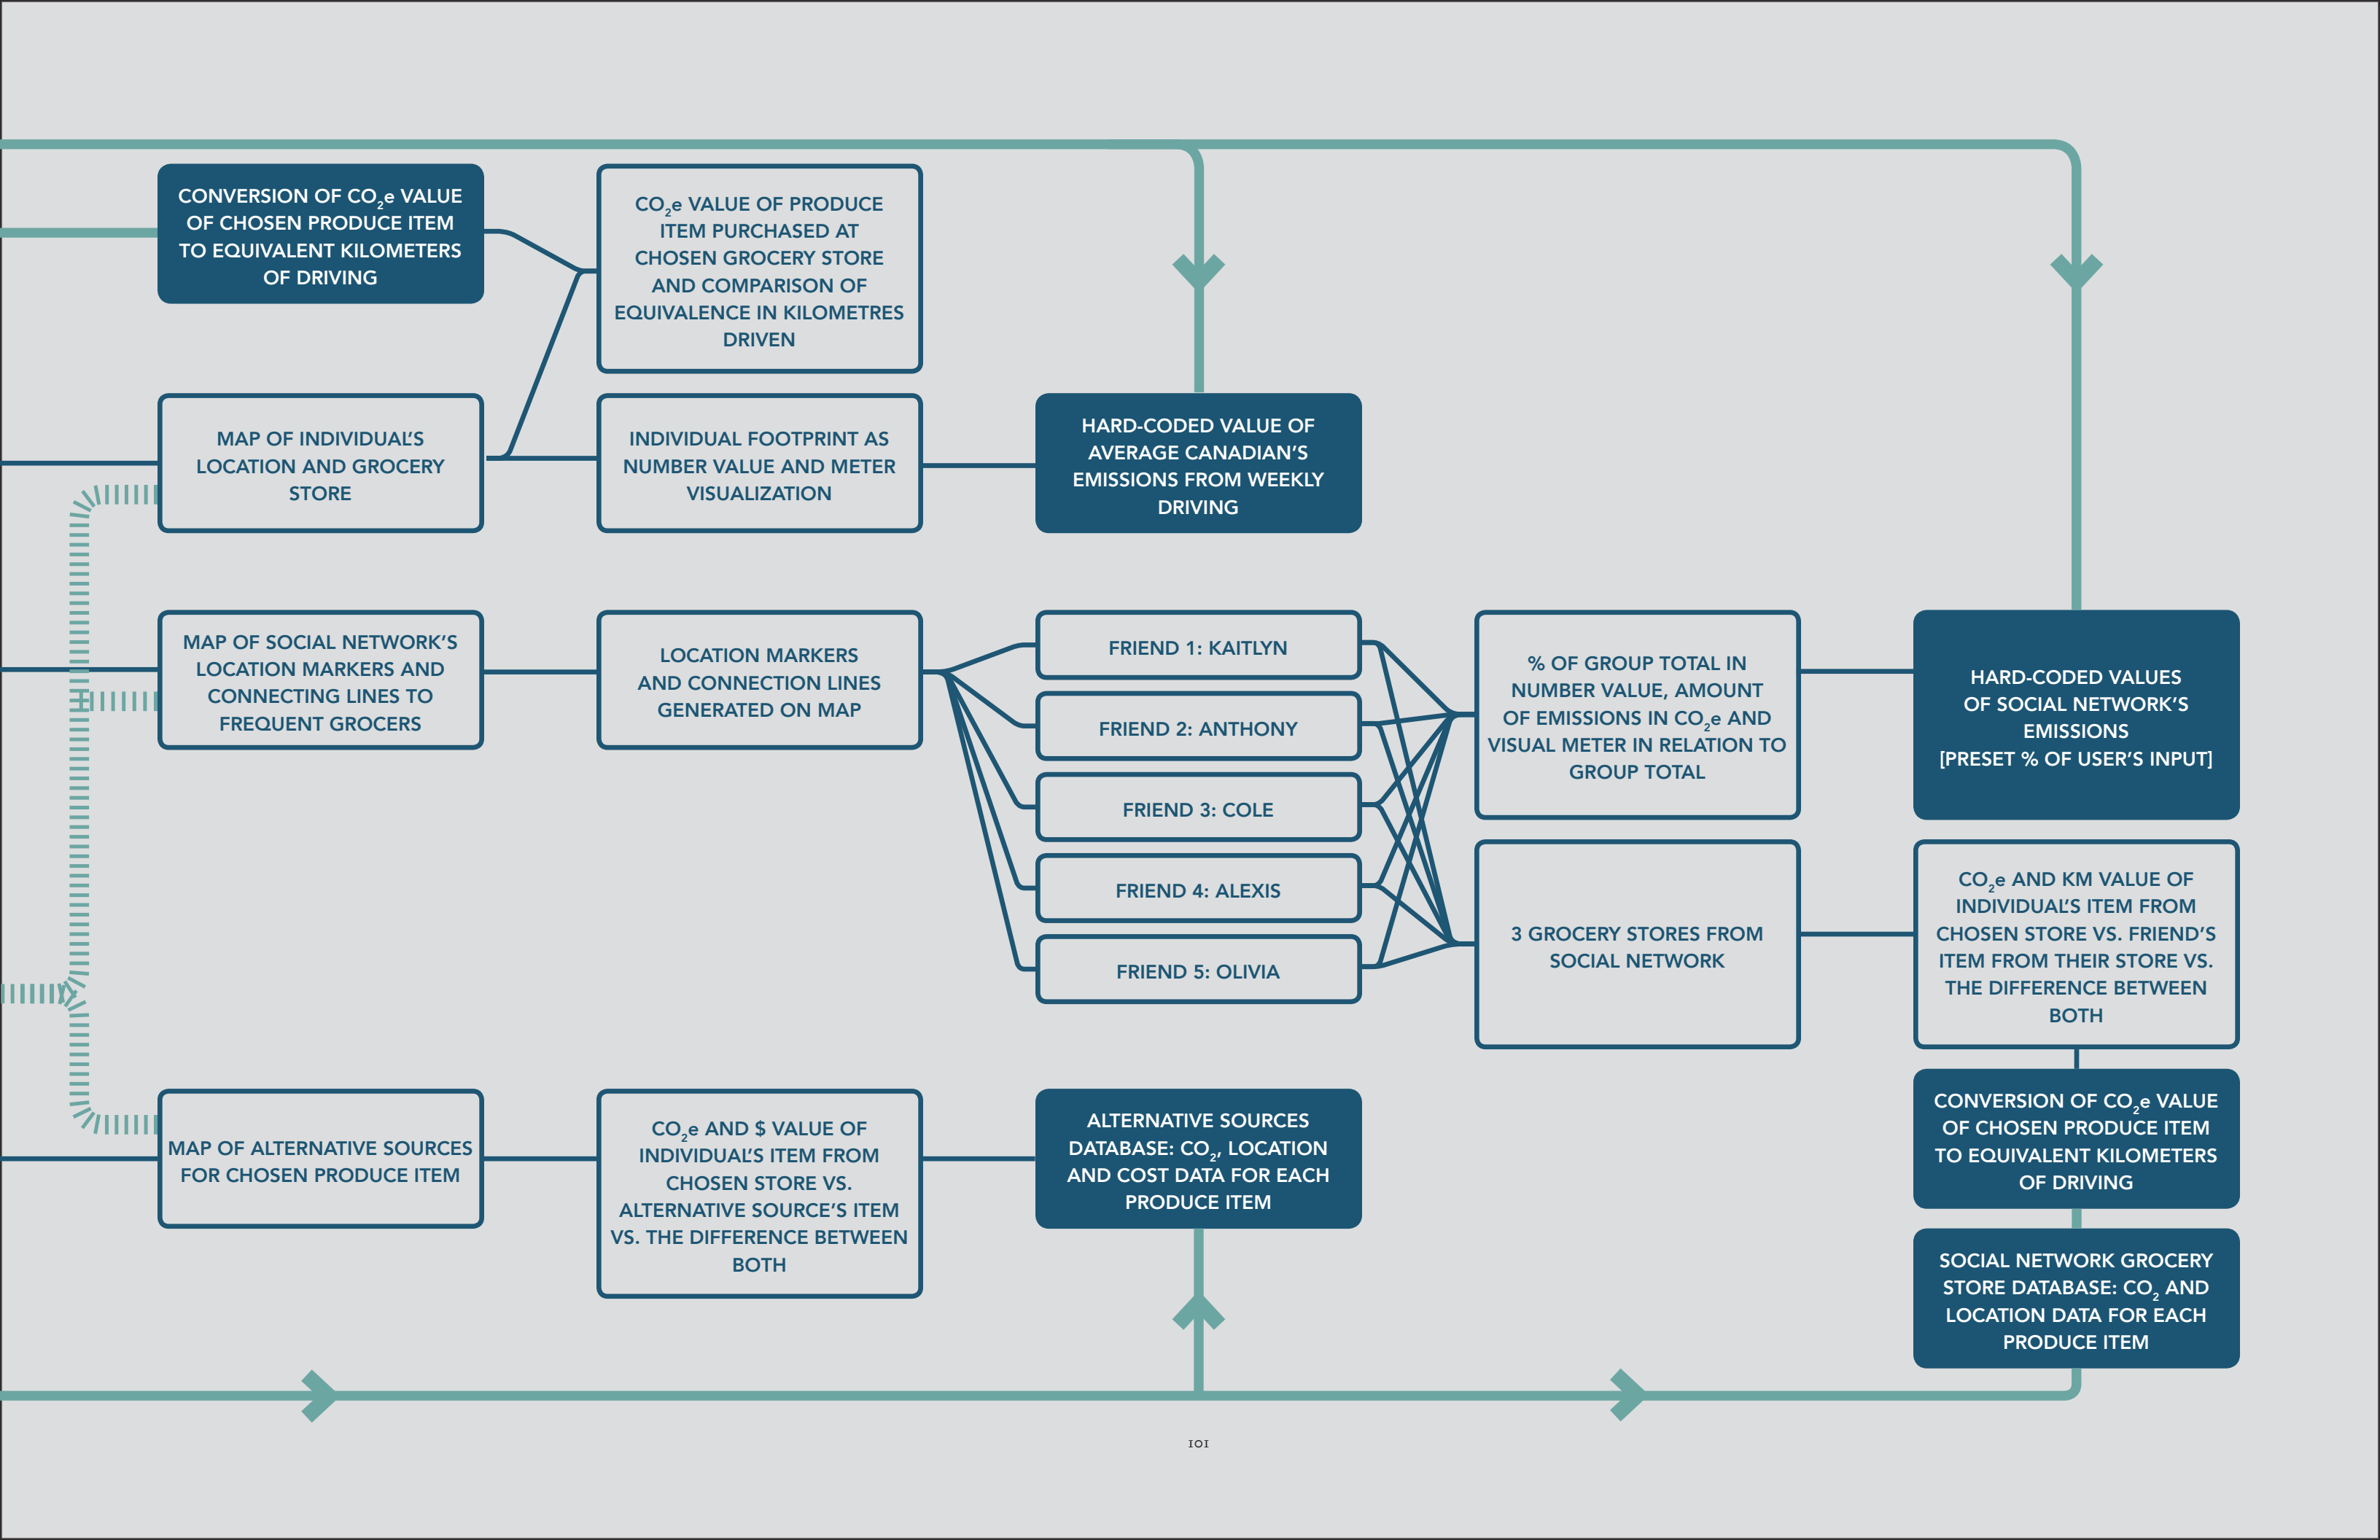 CONVERSION OF CO₂e VALUE
OF CHOSEN PRODUCE ITEM
TO EQUIVALENT KILOMETERS
OF DRIVING
CO₂e VALUE OF PRODUCE
ITEM PURCHASED AT
CHOSEN GROCERY STORE
AND COMPARISON OF
EQUIVALENCE IN KILOMETRES
DRIVEN
MAP OF INDIVIDUAL'S
LOCATION AND GROCERY
STORE
INDIVIDUAL FOOTPRINT AS
NUMBER VALUE AND METER
VISUALIZATION
HARD-CODED VALUE OF
AVERAGE CANADIAN'S
EMISSIONS FROM WEEKLY
DRIVING
MAP OF SOCIAL NETWORK'S
LOCATION MARKERS AND
CONNECTING LINES TO
FREQUENT GROCERS
LOCATION MARKERS
AND CONNECTION LINES
GENERATED ON MAP
FRIEND 1: KAITLYN
FRIEND 2: ANTHONY
FRIEND 3: COLE
FRIEND 4: ALEXIS
FRIEND 5: OLIVIA
% OF GROUP TOTAL IN
NUMBER VALUE, AMOUNT
OF EMISSIONS IN CO₂e AND
VISUAL METER IN RELATION TO
GROUP TOTAL
HARD-CODED VALUES
OF SOCIAL NETWORK'S
EMISSIONS
[PRESET % OF USER'S INPUT]
3 GROCERY STORES FROM
SOCIAL NETWORK
CO₂e AND KM VALUE OF
INDIVIDUAL'S ITEM FROM
CHOSEN STORE VS. FRIEND'S
ITEM FROM THEIR STORE VS.
THE DIFFERENCE BETWEEN
BOTH
MAP OF ALTERNATIVE SOURCES
FOR CHOSEN PRODUCE ITEM
CO₂e AND $ VALUE OF
INDIVIDUAL'S ITEM FROM
CHOSEN STORE VS.
ALTERNATIVE SOURCE'S ITEM
VS. THE DIFFERENCE BETWEEN
BOTH
ALTERNATIVE SOURCES
DATABASE: CO₂, LOCATION
AND COST DATA FOR EACH
PRODUCE ITEM
CONVERSION OF CO₂e VALUE
OF CHOSEN PRODUCE ITEM
TO EQUIVALENT KILOMETERS
OF DRIVING
SOCIAL NETWORK GROCERY
STORE DATABASE: CO₂ AND
LOCATION DATA FOR EACH
PRODUCE ITEM
101